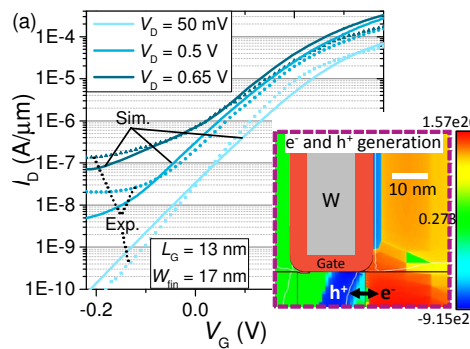 (a)
V_D = 50 mV
V_D = 0.5 V
V_D = 0.65 V
1E-4
1E-5
1E-6
1E-7
1E-8
1E-9
1E-10
I_D (A/μm)
Sim.
Exp.
L_G = 13 nm
W_fin = 17 nm
-0.2
0.0
0.2
V_G (V)
e⁻ and h⁺ generation
10 nm
W
Gate
h⁺
e⁻
0.273
-9.15e2